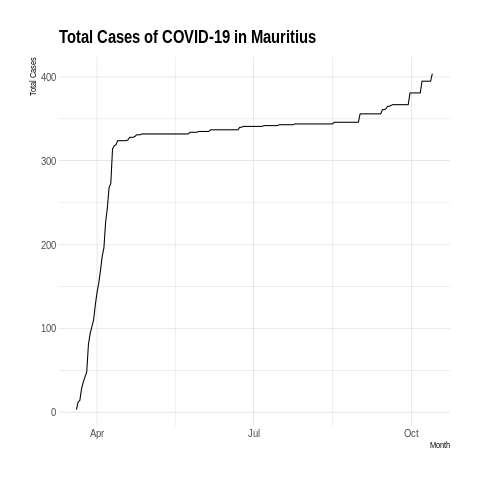 Total Cases of COVID-19 in Mauritius
Total Cases
400
300
200
100
0
Apr
Jul
Oct
Month